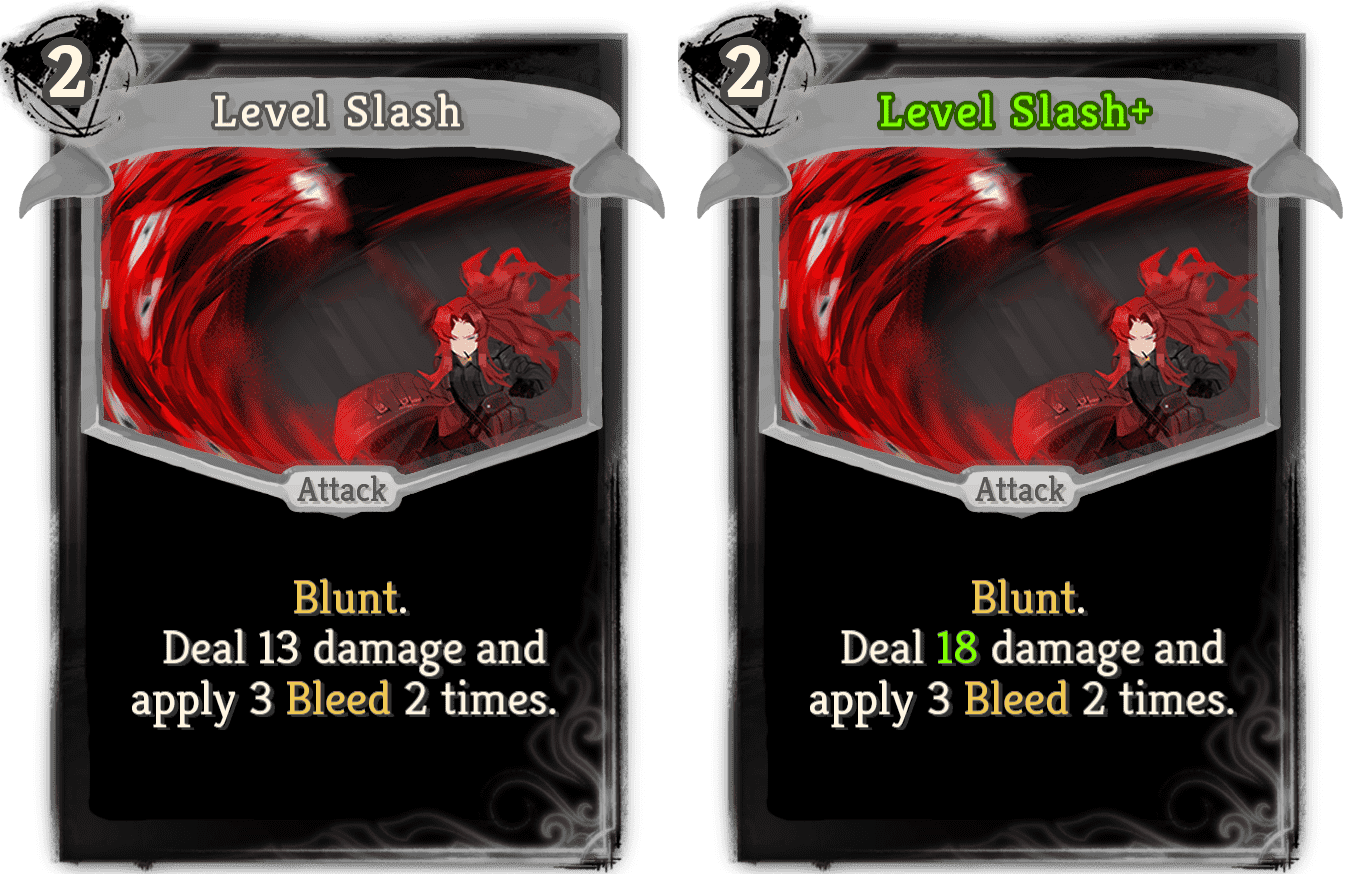 2
Level Slash
Attack
Blunt.
Deal 13 damage and
apply 3 Bleed 2 times.
2
Level Slash+
Attack
Blunt.
Deal 18 damage and
apply 3 Bleed 2 times.